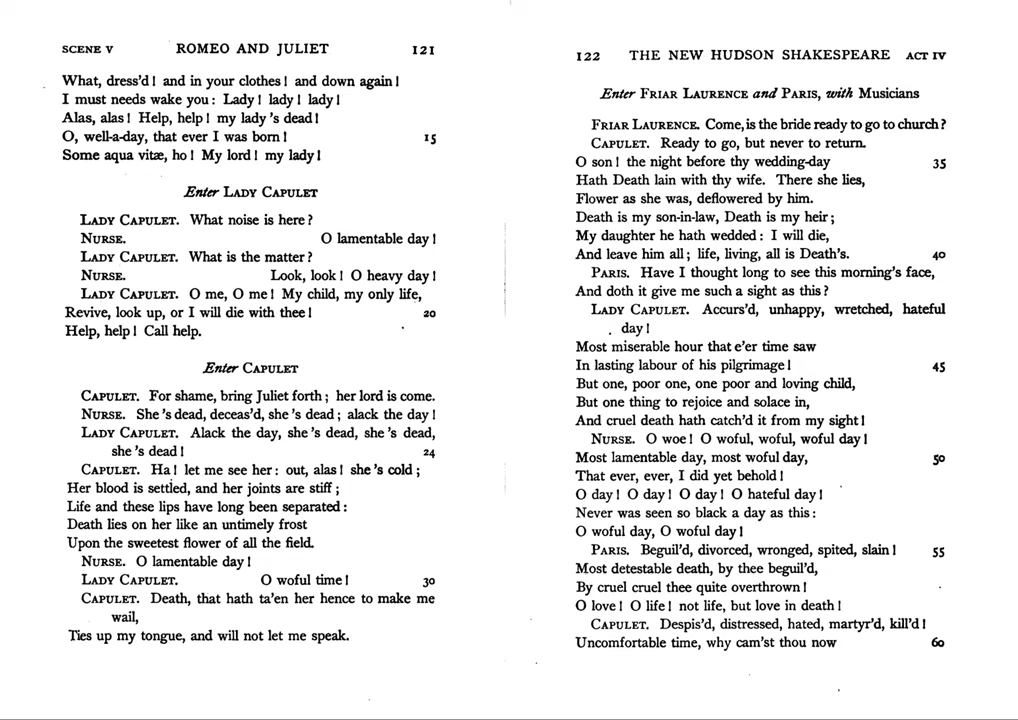 SCENE V ROMEO AND JULIET 121
What, dress'd! and in your clothes! and down again!
I must needs wake you: Lady! lady! lady!
Alas, alas! Help, help! my lady 's dead!
O, well-a-day, that ever I was born! 15
Some aqua vitæ, ho! My lord! my lady!
Enter LADY CAPULET
LADY CAPULET. What noise is here?
NURSE. O lamentable day!
LADY CAPULET. What is the matter?
NURSE. Look, look! O heavy day!
LADY CAPULET. O me, O me! My child, my only life,
Revive, look up, or I will die with thee! 20
Help, help! Call help.
Enter CAPULET
CAPULET. For shame, bring Juliet forth; her lord is come.
NURSE. She 's dead, deceas'd, she 's dead; alack the day!
LADY CAPULET. Alack the day, she 's dead, she 's dead,
she 's dead! 24
CAPULET. Ha! let me see her: out, alas! she 's cold;
Her blood is settled, and her joints are stiff;
Life and these lips have long been separated:
Death lies on her like an untimely frost
Upon the sweetest flower of all the field.
NURSE. O lamentable day!
LADY CAPULET. O woful time! 30
CAPULET. Death, that hath ta'en her hence to make me
wail,
Ties up my tongue, and will not let me speak.
122 THE NEW HUDSON SHAKESPEARE ACT IV
Enter FRIAR LAURENCE and PARIS, with Musicians
FRIAR LAURENCE. Come, is the bride ready to go to church?
CAPULET. Ready to go, but never to return.
O son! the night before thy wedding-day 35
Hath Death lain with thy wife. There she lies,
Flower as she was, deflowered by him.
Death is my son-in-law, Death is my heir;
My daughter he hath wedded: I will die,
And leave him all; life, living, all is Death's. 40
PARIS. Have I thought long to see this morning's face,
And doth it give me such a sight as this?
LADY CAPULET. Accurs'd, unhappy, wretched, hateful
day!
Most miserable hour that e'er time saw
In lasting labour of his pilgrimage! 45
But one, poor one, one poor and loving child,
But one thing to rejoice and solace in,
And cruel death hath catch'd it from my sight!
NURSE. O woe! O woful, woful, woful day!
Most lamentable day, most woful day, 50
That ever, ever, I did yet behold!
O day! O day! O day! O hateful day!
Never was seen so black a day as this:
O woful day, O woful day!
PARIS. Beguil'd, divorced, wronged, spited, slain! 55
Most detestable death, by thee beguil'd,
By cruel cruel thee quite overthrown!
O love! O life! not life, but love in death!
CAPULET. Despis'd, distressed, hated, martyr'd, kill'd!
Uncomfortable time, why cam'st thou now 60